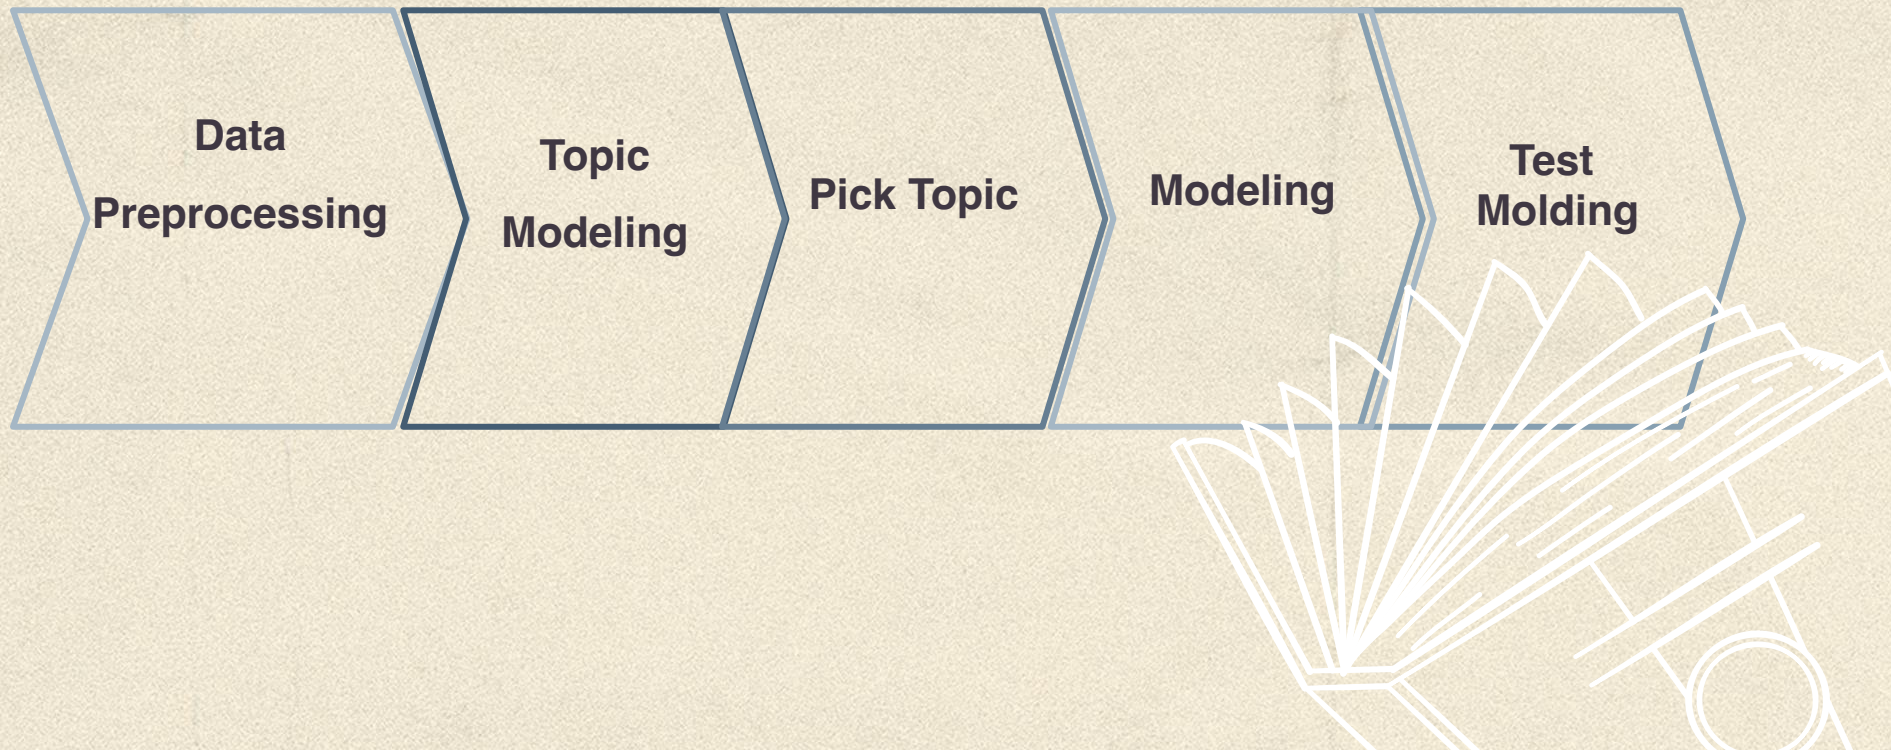 Data
Preprocessing
Topic
Modeling
Pick Topic
Modeling
Test
Molding